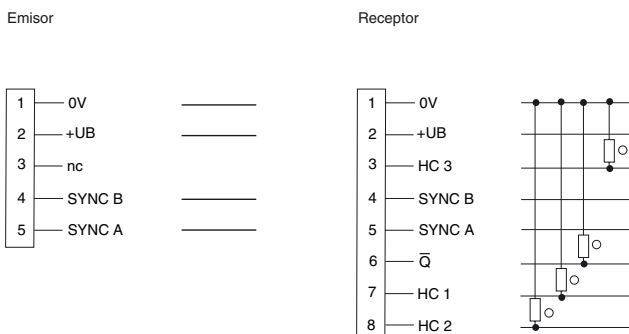 Emisor
1 0V
2 +UB
3 nc
4 SYNC B
5 SYNC A
Receptor
1 0V
2 +UB
3 HC 3
4 SYNC B
5 SYNC A
6 Q̅
7 HC 1
8 HC 2